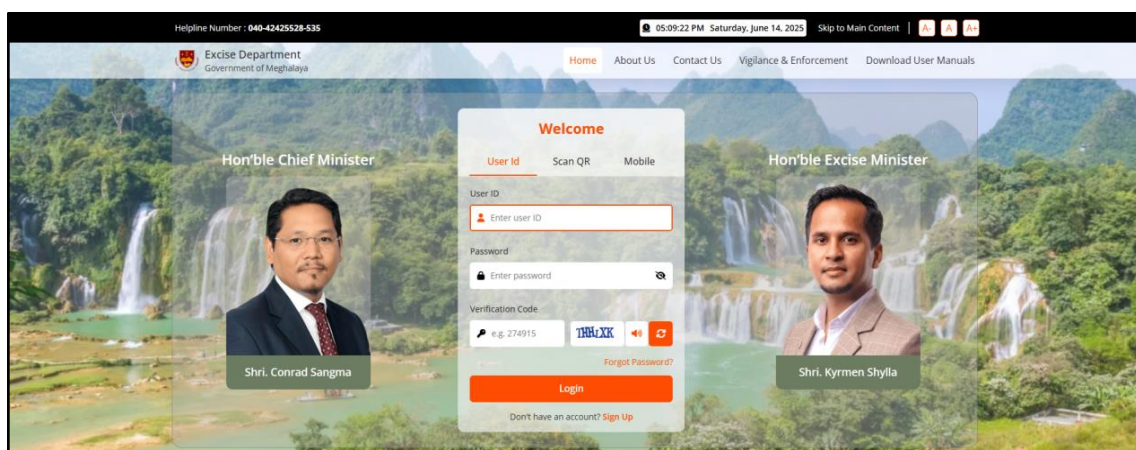 Helpline Number : 040-42425528-535
05:09:22 PM Saturday, June 14, 2025
Skip to Main Content
A- A A+
Excise Department
Government of Meghalaya
Home About Us Contact Us Vigilance & Enforcement Download User Manuals
Welcome
User Id Scan QR Mobile
User ID
Enter user ID
Password
Enter password
Verification Code
e.g. 274915
Forgot Password?
Login
Don't have an account? Sign Up
Hon'ble Chief Minister
Shri. Conrad Sangma
Hon'ble Excise Minister
Shri. Kyrmen Shylla